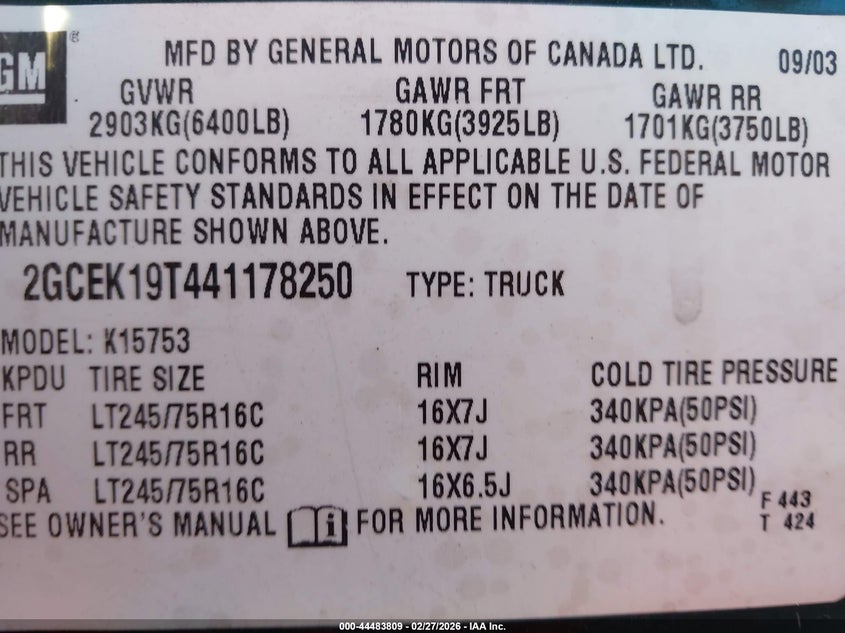 GM ®
MFD BY GENERAL MOTORS OF CANADA LTD. 09/03
GVWR GAWR FRT GAWR RR
2903KG(6400LB) 1780KG(3925LB) 1701KG(3750LB)
THIS VEHICLE CONFORMS TO ALL APPLICABLE U.S. FEDERAL MOTOR
VEHICLE SAFETY STANDARDS IN EFFECT ON THE DATE OF
MANUFACTURE SHOWN ABOVE.
2GCEK19T441178250 TYPE: TRUCK
MODEL: K15753
KPDU TIRE SIZE RIM COLD TIRE PRESSURE
FRT LT245/75R16C 16X7J 340KPA(50PSI)
RR LT245/75R16C 16X7J 340KPA(50PSI)
SPA LT245/75R16C 16X6.5J 340KPA(50PSI)
SEE OWNER'S MANUAL i FOR MORE INFORMATION.
F 443
T 424
000-44483809 - 02/27/2026 - IAA Inc.